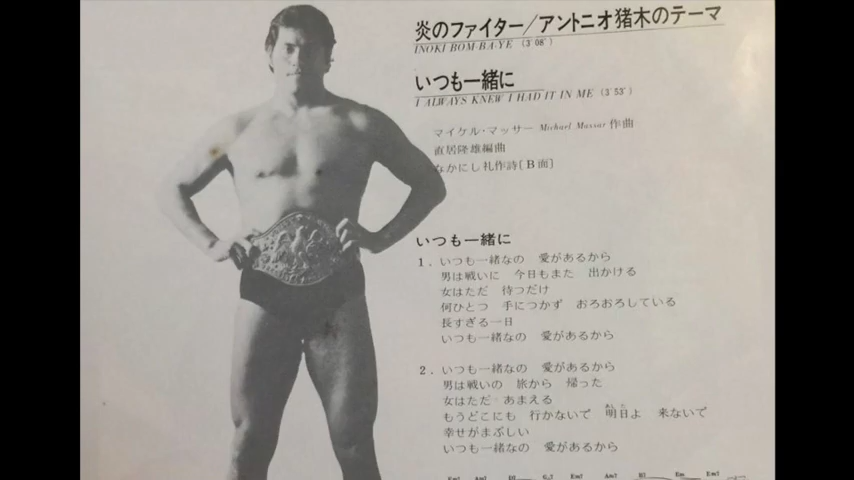 炎のファイター/アントニオ猪木のテーマ
INOKI BOM-BA-YE (3'08")
いつも一緒に
I ALWAYS KNEW I HAD IT IN ME (3'53")
マイケル・マッサー Michael Massar 作曲
直居隆雄編曲
なかにし礼作詩〔B面〕
いつも一緒に
1. いつも一緒なの 愛があるから
男は戦いに 今日もまた 出かける
女はただ 待つだけ
何ひとつ 手につかず おろおろしている
長すぎる一日
いつも一緒なの 愛があるから
2. いつも一緒なの 愛があるから
男は戦いの 旅から 帰った
女はただ あまえる
もうどこにも 行かないで 明日よ 来ないで
幸せがまぶしい
いつも一緒なの 愛があるから
Em7 Am7 D7 G7 Em7 Am7 B7 Em Em7